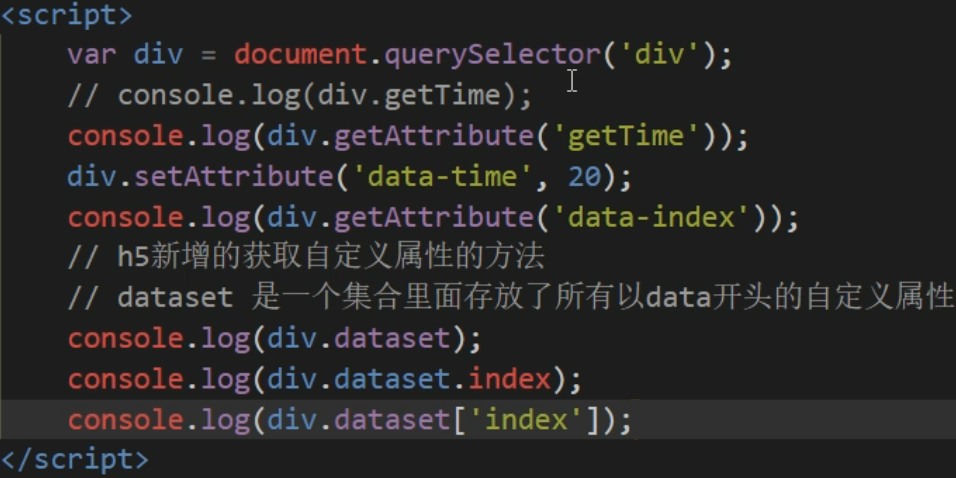 <script>
var div = document.querySelector('div');
// console.log(div.getTime);
console.log(div.getAttribute('getTime'));
div.setAttribute('data-time', 20);
console.log(div.getAttribute('data-index'));
// h5新增的获取自定义属性的方法
// dataset 是一个集合里面存放了所有以data开头的自定义属性
console.log(div.dataset);
console.log(div.dataset.index);
console.log(div.dataset['index']);
</script>